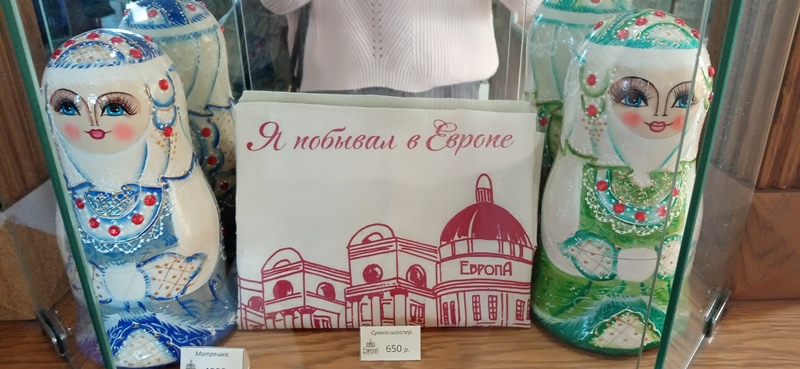 Я побывал в Европе
ЕВРОПА
Сумка-шоппер
650 р.
Матрешка